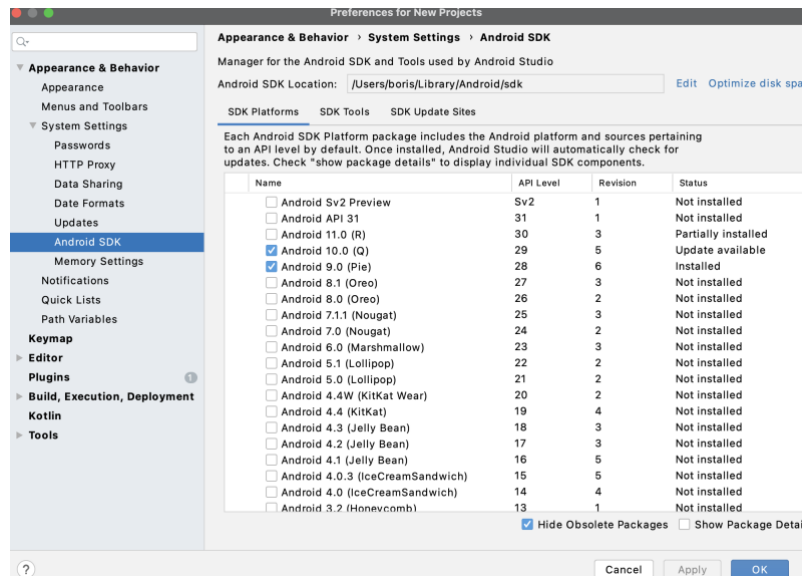 Preferences for New Projects
Appearance & Behavior
Appearance
Menus and Toolbars
System Settings
Passwords
HTTP Proxy
Data Sharing
Date Formats
Updates
Android SDK
Memory Settings
Notifications
Quick Lists
Path Variables
Keymap
Editor
Plugins 1
Build, Execution, Deployment
Kotlin
Tools
Appearance & Behavior › System Settings › Android SDK
Manager for the Android SDK and Tools used by Android Studio
Android SDK Location: /Users/boris/Library/Android/sdk Edit Optimize disk spa
SDK Platforms SDK Tools SDK Update Sites
Each Android SDK Platform package includes the Android platform and sources pertaining
to an API level by default. Once installed, Android Studio will automatically check for
updates. Check "show package details" to display individual SDK components.
Name API Level Revision Status
Android Sv2 Preview Sv2 1 Not installed
Android API 31 31 1 Not installed
Android 11.0 (R) 30 3 Partially installed
Android 10.0 (Q) 29 5 Update available
Android 9.0 (Pie) 28 6 Installed
Android 8.1 (Oreo) 27 3 Not installed
Android 8.0 (Oreo) 26 2 Not installed
Android 7.1.1 (Nougat) 25 3 Not installed
Android 7.0 (Nougat) 24 2 Not installed
Android 6.0 (Marshmallow) 23 3 Not installed
Android 5.1 (Lollipop) 22 2 Not installed
Android 5.0 (Lollipop) 21 2 Not installed
Android 4.4W (KitKat Wear) 20 2 Not installed
Android 4.4 (KitKat) 19 4 Not installed
Android 4.3 (Jelly Bean) 18 3 Not installed
Android 4.2 (Jelly Bean) 17 3 Not installed
Android 4.1 (Jelly Bean) 16 5 Not installed
Android 4.0.3 (IceCreamSandwich) 15 5 Not installed
Android 4.0 (IceCreamSandwich) 14 4 Not installed
Android 3.2 (Honeycomb) 13 1 Not installed
Hide Obsolete Packages Show Package Detai
? Cancel Apply OK